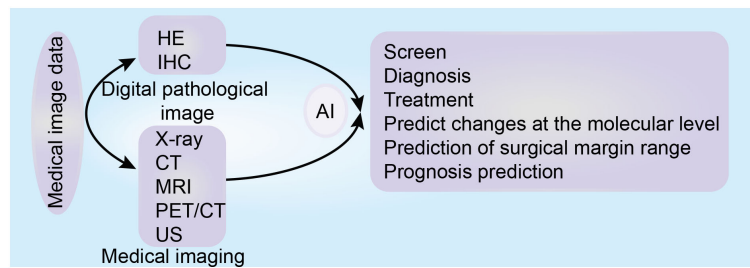 Medical image data
HE
IHC
Digital pathological
image
X-ray
CT
MRI
PET/CT
US
Medical imaging
AI
Screen
Diagnosis
Treatment
Predict changes at the molecular level
Prediction of surgical margin range
Prognosis prediction